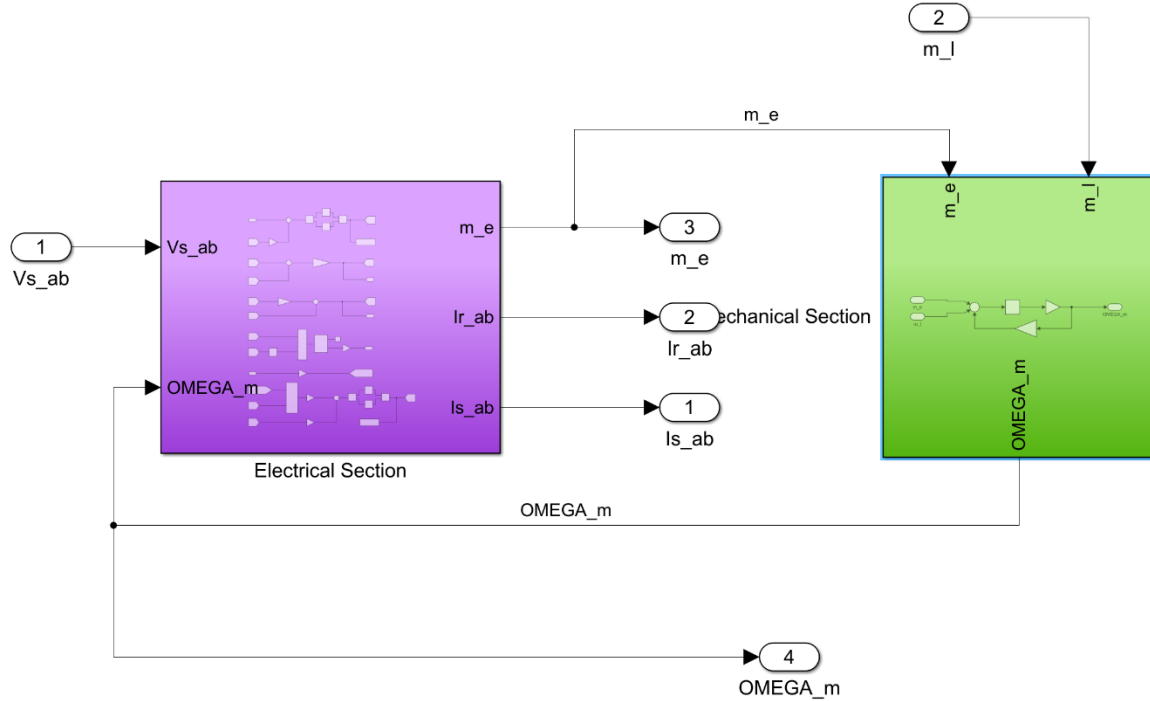 2
m_l
m_e
m_e
m_l
1
Vs_ab
Vs_ab
m_e
3
m_e
Ir_ab
2
echanical Section
Ir_ab
OMEGA_m
OMEGA_m
Is_ab
1
Is_ab
Electrical Section
OMEGA_m
4
OMEGA_m